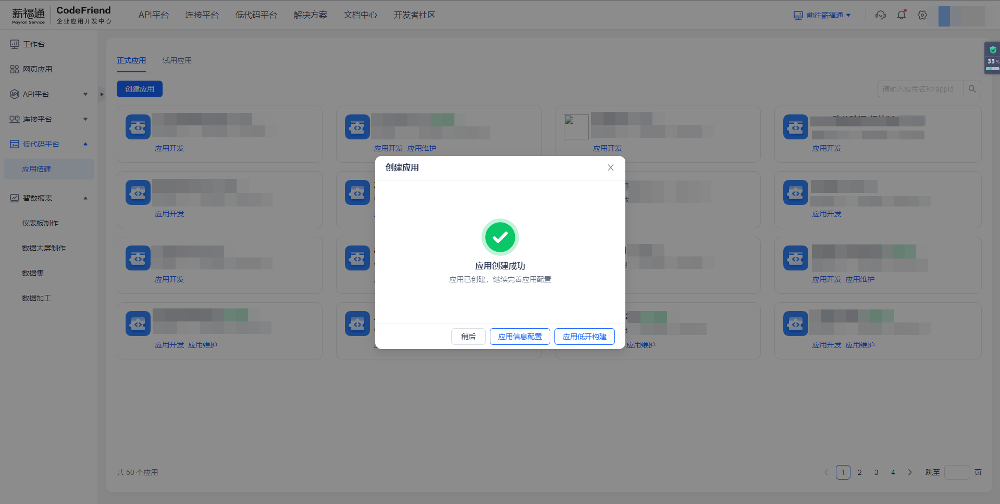 薪福通 CodeFriend
Payroll Service 企业应用开发中心
API平台 连接平台 低代码平台 解决方案 文档中心 开发者社区
前往薪福通
33%
工作台
网页应用
API平台
连接平台
低代码平台
应用搭建
智数报表
仪表板制作
数据大屏制作
数据集
数据加工
正式应用 试用应用
创建应用
请输入应用名称/appId
应用开发
应用开发 应用维护
应用开发
应用开发
应用开发
应用开发
应用开发
应用开发 应用维护
应用开发 应用维护
应用维护
应用开发 应用维护
创建应用
应用创建成功
应用已创建，继续完善应用配置
稍后 应用信息配置 应用低开构建
共 50 个应用
1 2 3 4 跳至 页